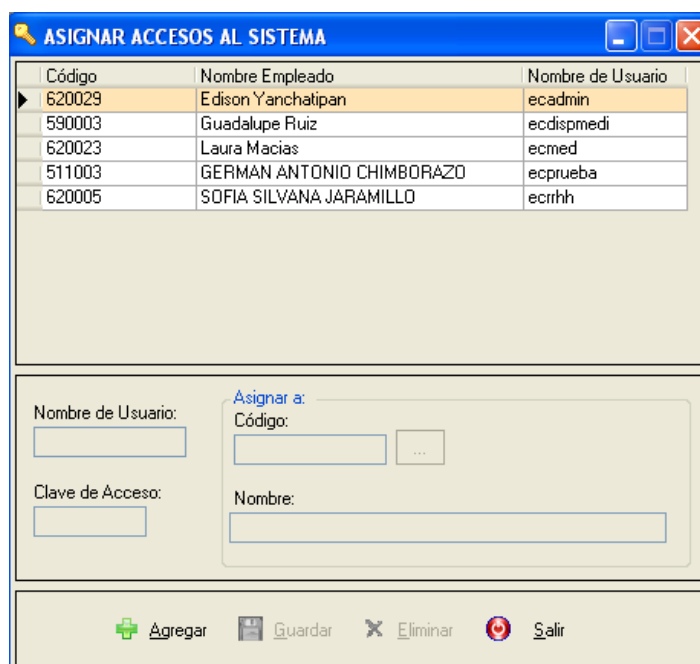 ASIGNAR ACCESOS AL SISTEMA
Código Nombre Empleado Nombre de Usuario
620029 Edison Yanchatipan ecadmin
590003 Guadalupe Ruiz ecdispmedi
620023 Laura Macias ecmed
511003 GERMAN ANTONIO CHIMBORAZO ecprueba
620005 SOFIA SILVANA JARAMILLO ecrrhh
Asignar a:
Nombre de Usuario: Código:
...
Clave de Acceso: Nombre:
Agregar Guardar Eliminar Salir